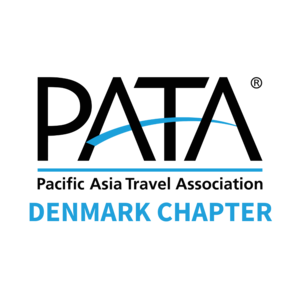 PATA®
Pacific Asia Travel Association
DENMARK CHAPTER